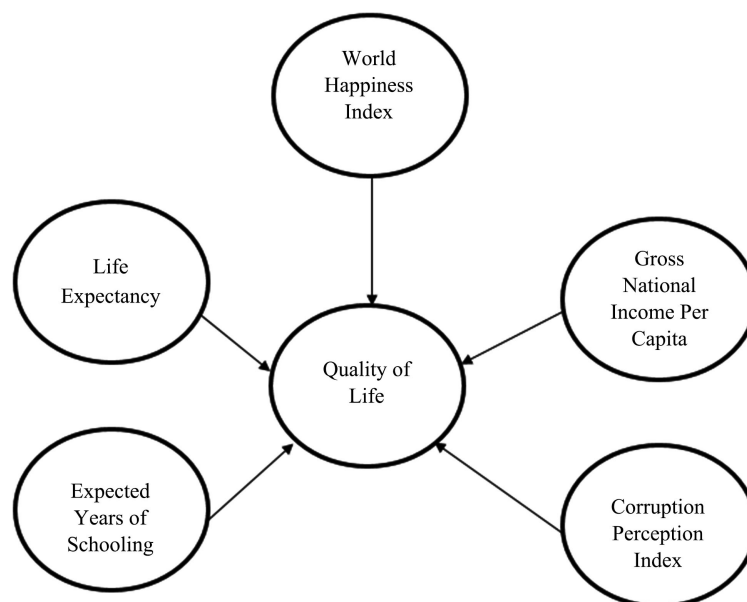 World
Happiness
Index
Life
Expectancy
Gross
National
Income Per
Capita
Quality of
Life
Expected
Years of
Schooling
Corruption
Perception
Index